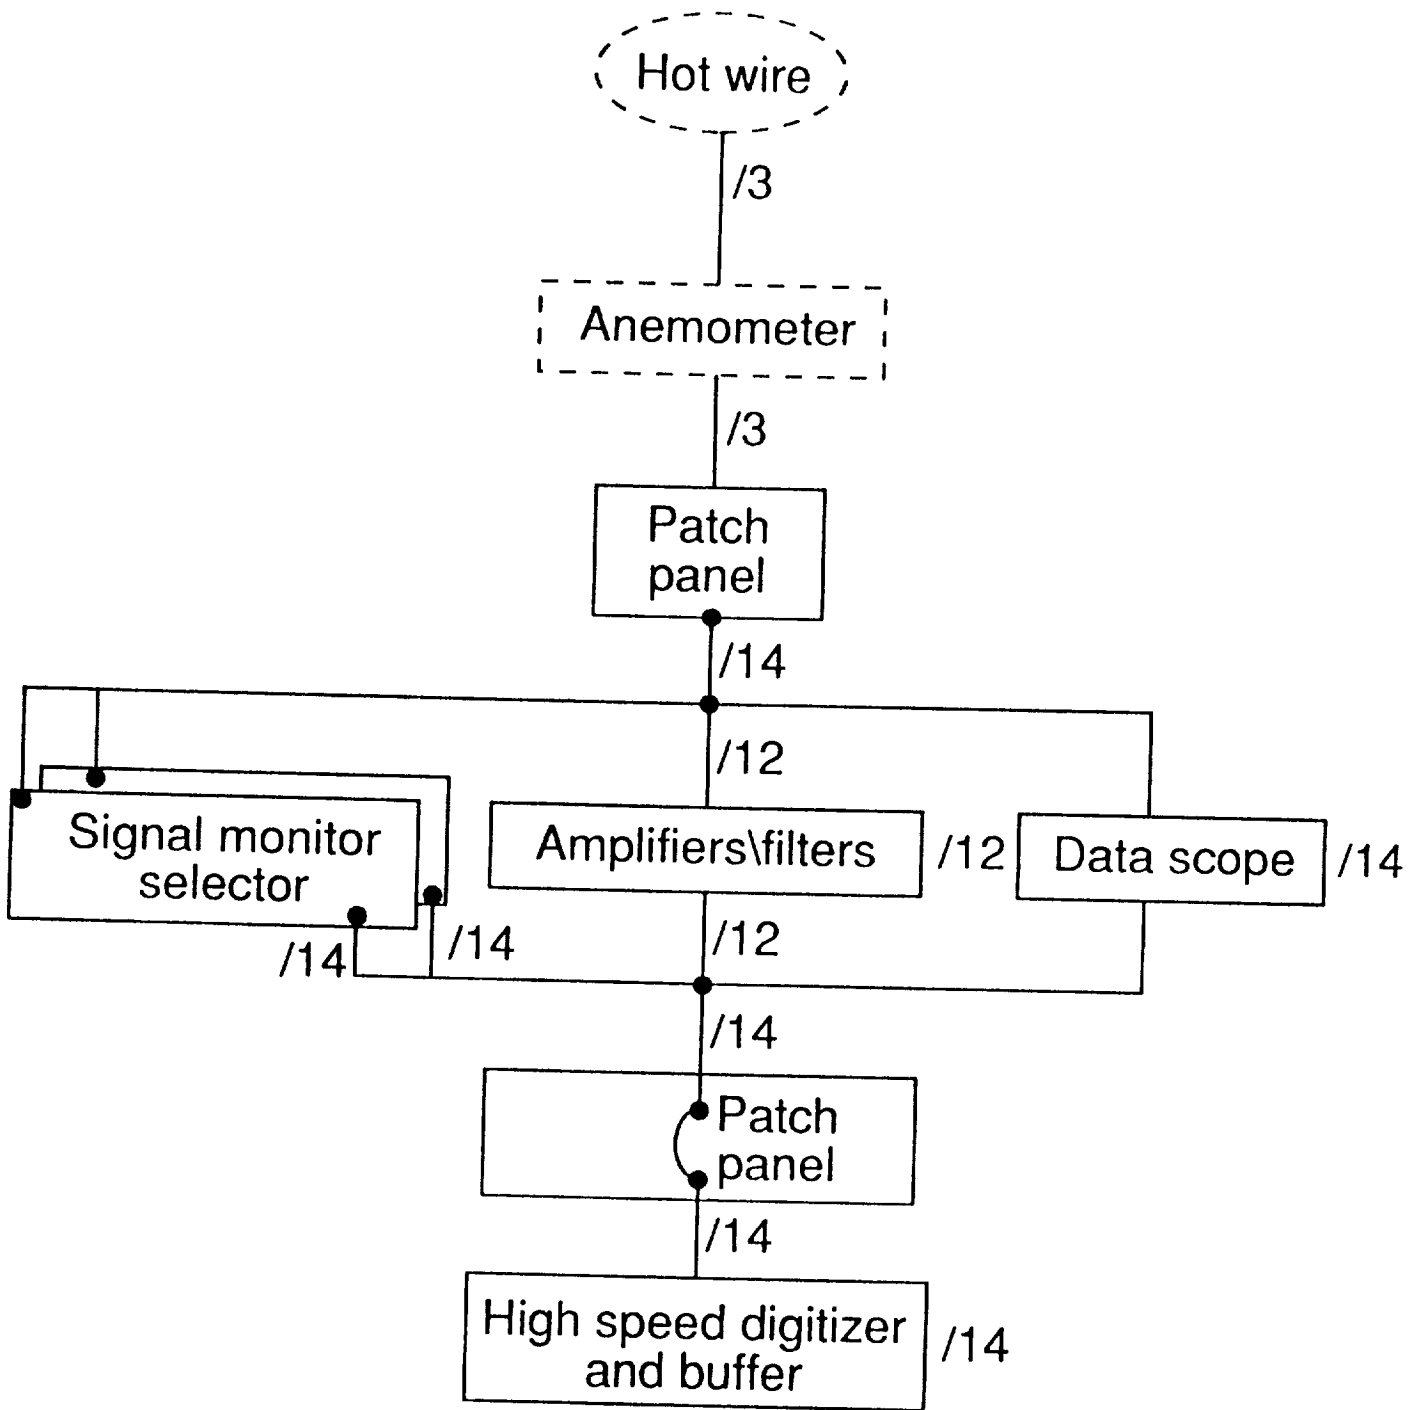 Hot wire
/3
Anemometer
/3
Patch
panel
/14
/12
Signal monitor
selector
Amplifiers\filters
/12
Data scope
/14
/14
/14
/12
/14
Patch
panel
/14
High speed digitizer
and buffer
/14